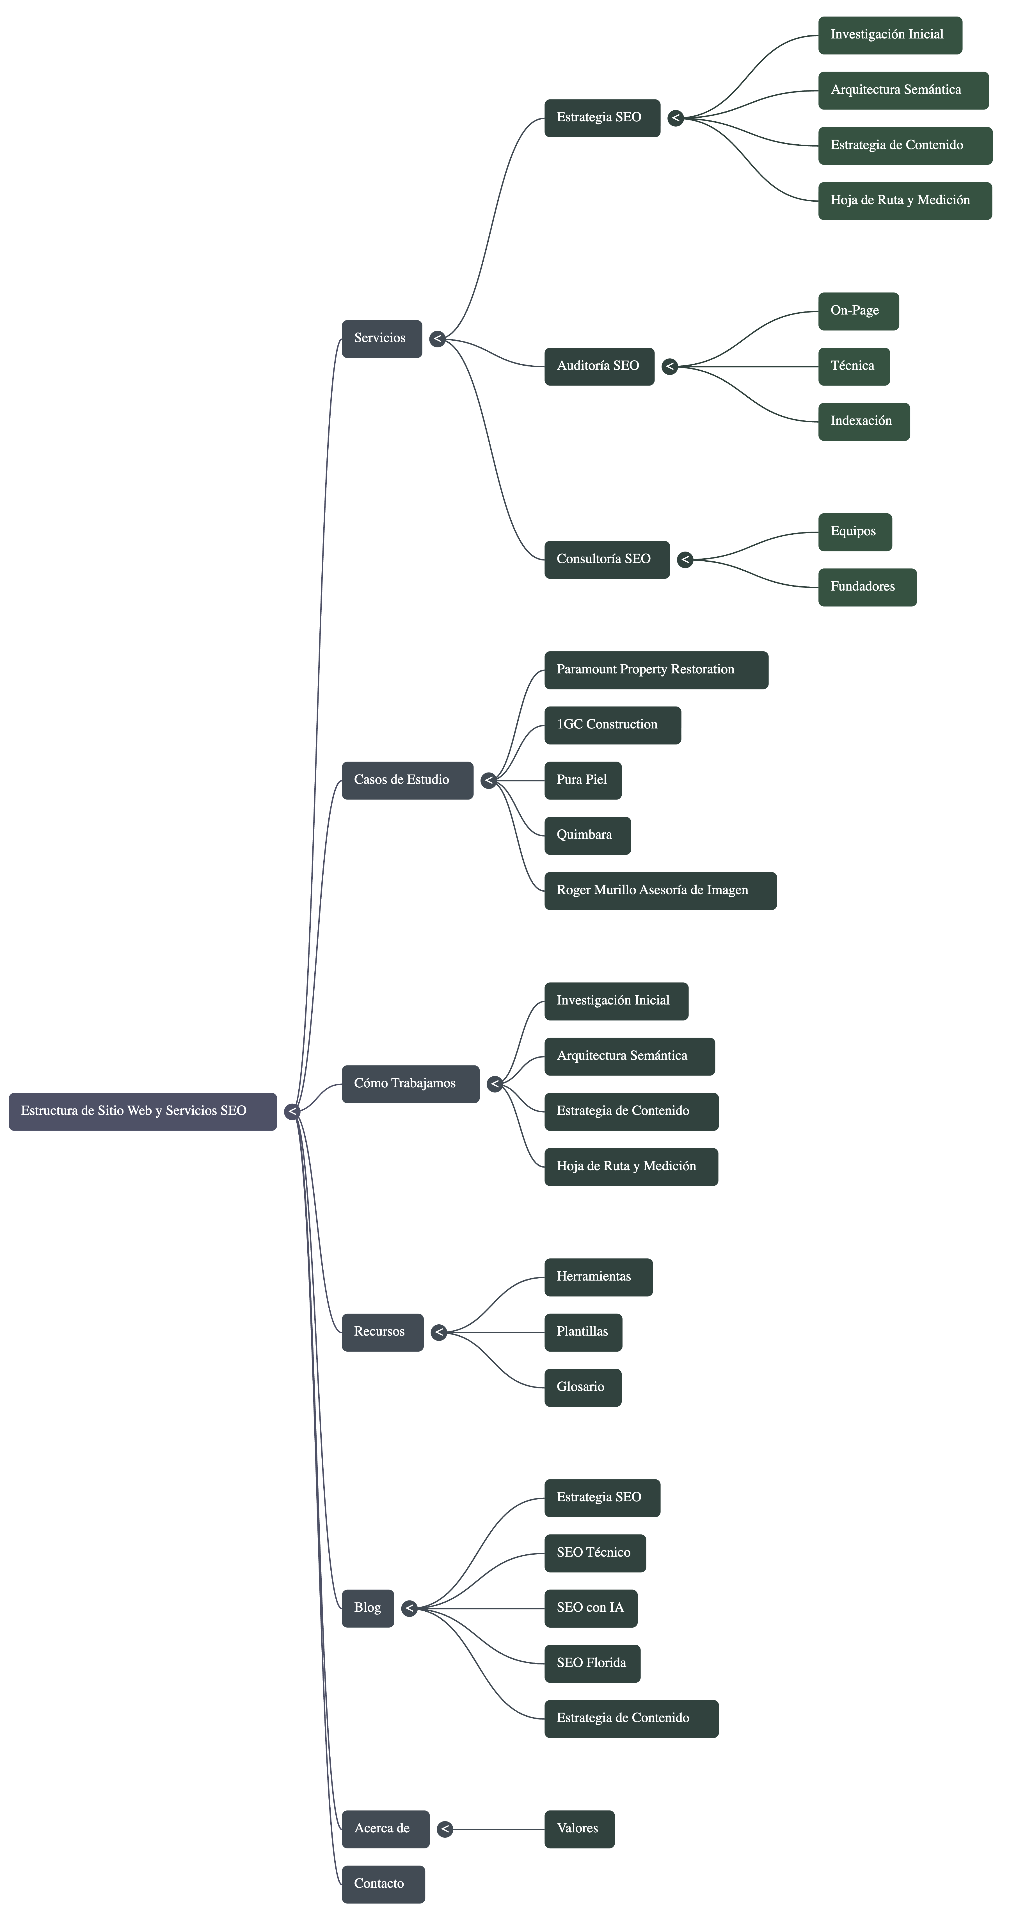 Estructura de Sitio Web y Servicios SEO
Servicios
Estrategia SEO
Investigación Inicial
Arquitectura Semántica
Estrategia de Contenido
Hoja de Ruta y Medición
Auditoría SEO
On-Page
Técnica
Indexación
Consultoría SEO
Equipos
Fundadores
Casos de Estudio
Paramount Property Restoration
1GC Construction
Pura Piel
Quimbara
Roger Murillo Asesoría de Imagen
Cómo Trabajamos
Investigación Inicial
Arquitectura Semántica
Estrategia de Contenido
Hoja de Ruta y Medición
Recursos
Herramientas
Plantillas
Glosario
Blog
Estrategia SEO
SEO Técnico
SEO con IA
SEO Florida
Estrategia de Contenido
Acerca de
Valores
Contacto